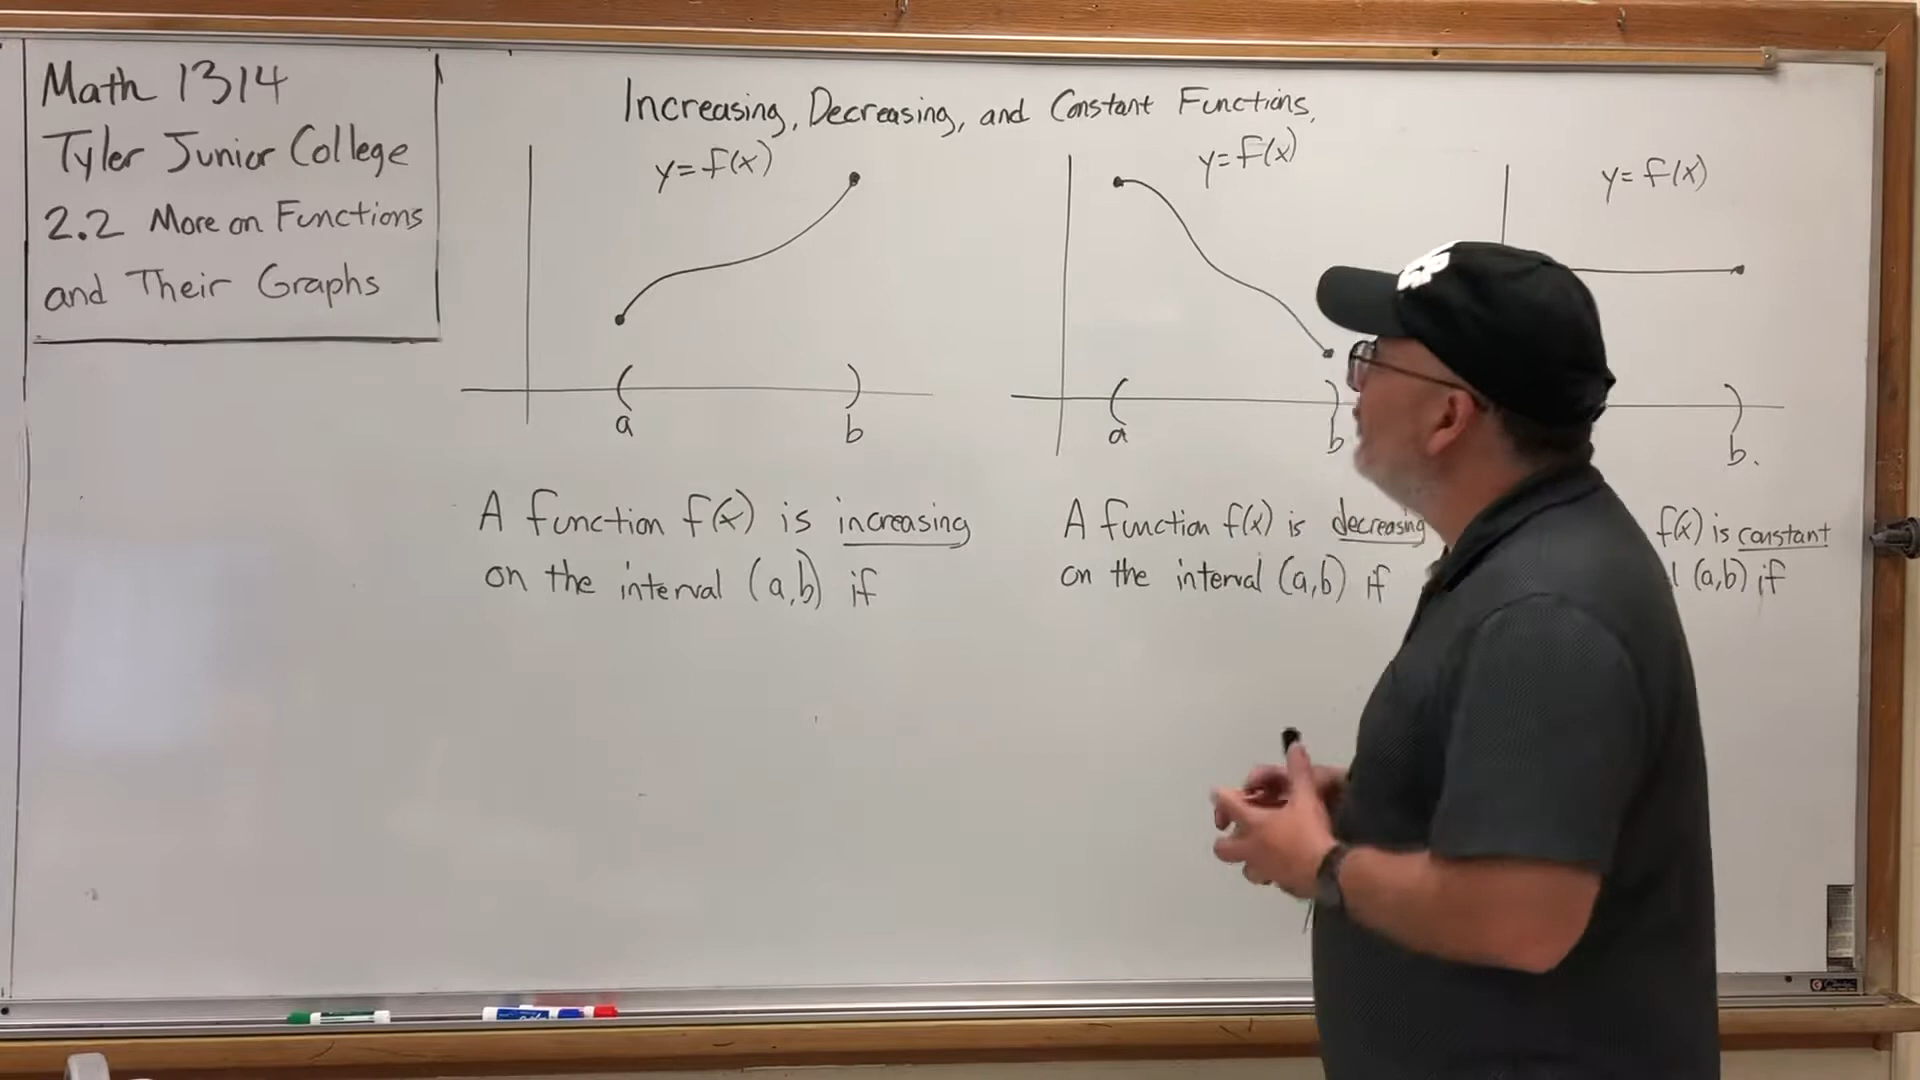 Math 1314
Tyler Junior College
2.2 More on Functions
and Their Graphs
Increasing, Decreasing, and Constant Functions.
y=f(x)
a
b
A function f(x) is increasing
on the interval (a,b) if
y=f(x)
a
b
A function f(x) is decreasing
on the interval (a,b) if
y=f(x)
b.
f(x) is constant
(a,b) if